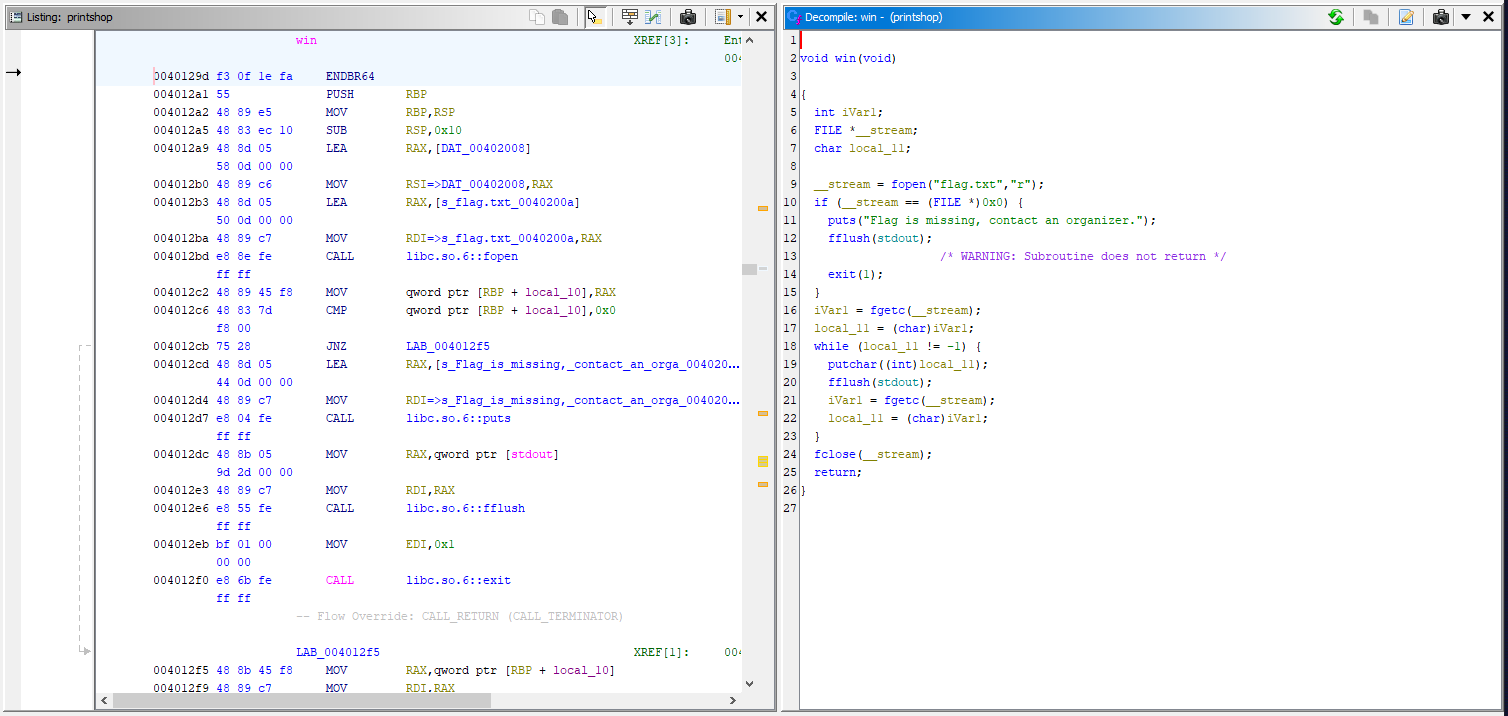 Listing: printshop
win XREF[3]: Ent
004
0040129d f3 0f 1e fa ENDBR64
004012a1 55 PUSH RBP
004012a2 48 89 e5 MOV RBP,RSP
004012a5 48 83 ec 10 SUB RSP,0x10
004012a9 48 8d 05 LEA RAX,[DAT_00402008]
58 0d 00 00
004012b0 48 89 c6 MOV RSI=>DAT_00402008,RAX
004012b3 48 8d 05 LEA RAX,[s_flag.txt_0040200a]
50 0d 00 00
004012ba 48 89 c7 MOV RDI=>s_flag.txt_0040200a,RAX
004012bd e8 8e fe CALL libc.so.6::fopen
ff ff
004012c2 48 89 45 f8 MOV qword ptr [RBP + local_10],RAX
004012c6 48 83 7d CMP qword ptr [RBP + local_10],0x0
f8 00
004012cb 75 28 JNZ LAB_004012f5
004012cd 48 8d 05 LEA RAX,[s_Flag_is_missing,_contact_an_orga_004020...
44 0d 00 00
004012d4 48 89 c7 MOV RDI=>s_Flag_is_missing,_contact_an_orga_004020...
004012d7 e8 04 fe CALL libc.so.6::puts
ff ff
004012dc 48 8b 05 MOV RAX,qword ptr [stdout]
9d 2d 00 00
004012e3 48 89 c7 MOV RDI,RAX
004012e6 e8 55 fe CALL libc.so.6::fflush
ff ff
004012eb bf 01 00 MOV EDI,0x1
00 00
004012f0 e8 6b fe CALL libc.so.6::exit
ff ff
-- Flow Override: CALL_RETURN (CALL_TERMINATOR)
LAB_004012f5 XREF[1]: 004
004012f5 48 8b 45 f8 MOV RAX,qword ptr [RBP + local_10]
004012f9 48 89 c7 MOV RDI,RAX
Decompile: win - (printshop)
1
2 void win(void)
3
4 {
5 int iVar1;
6 FILE *__stream;
7 char local_11;
8
9 __stream = fopen("flag.txt","r");
10 if (__stream == (FILE *)0x0) {
11 puts("Flag is missing, contact an organizer.");
12 fflush(stdout);
13 /* WARNING: Subroutine does not return */
14 exit(1);
15 }
16 iVar1 = fgetc(__stream);
17 local_11 = (char)iVar1;
18 while (local_11 != -1) {
19 putchar((int)local_11);
20 fflush(stdout);
21 iVar1 = fgetc(__stream);
22 local_11 = (char)iVar1;
23 }
24 fclose(__stream);
25 return;
26 }
27